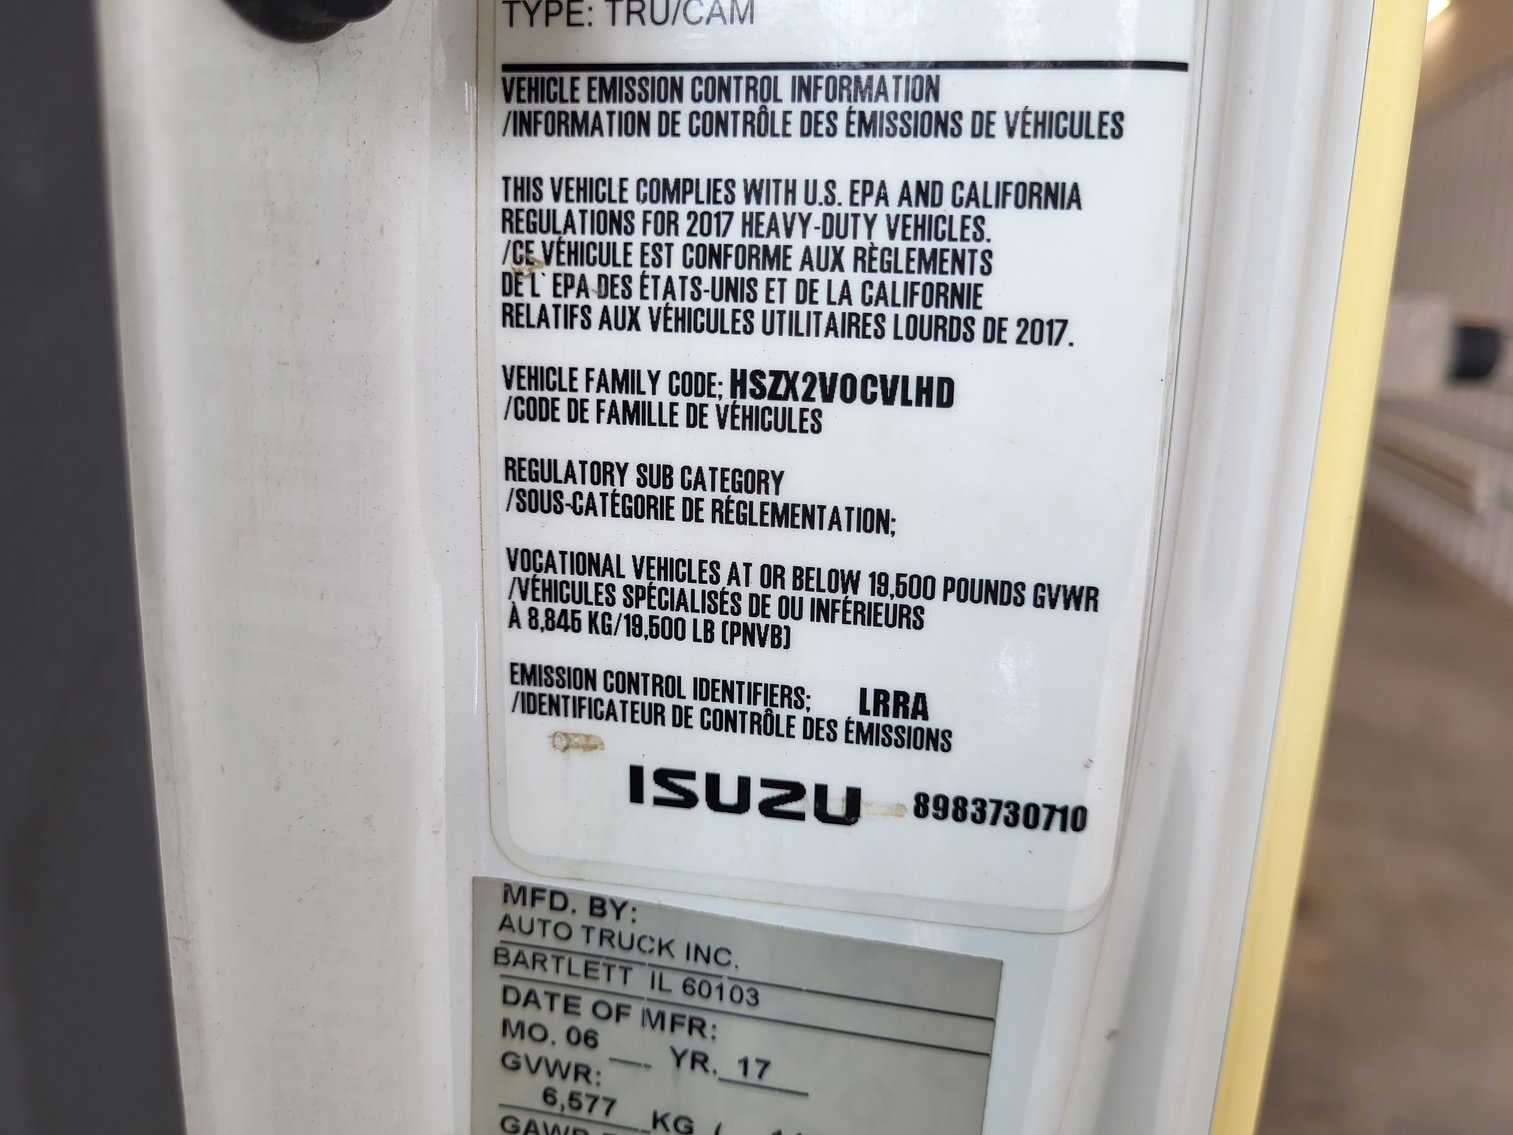 TYPE: TRU/CAM
VEHICLE EMISSION CONTROL INFORMATION
/INFORMATION DE CONTRÔLE DES ÉMISSIONS DE VÉHICULES
THIS VEHICLE COMPLIES WITH U.S. EPA AND CALIFORNIA
REGULATIONS FOR 2017 HEAVY-DUTY VEHICLES.
/CE VÉHICULE EST CONFORME AUX RÈGLEMENTS
DE L' EPA DES ÉTATS-UNIS ET DE LA CALIFORNIE
RELATIFS AUX VÉHICULES UTILITAIRES LOURDS DE 2017.
VEHICLE FAMILY CODE; HSZX2VOCVLHD
/CODE DE FAMILLE DE VÉHICULES
REGULATORY SUB CATEGORY
/SOUS-CATÉGORIE DE RÉGLEMENTATION;
VOCATIONAL VEHICLES AT OR BELOW 19,500 POUNDS GVWR
/VÉHICULES SPÉCIALISÉS DE OU INFÉRIEURS
À 8,845 KG/19,500 LB (PNVB)
EMISSION CONTROL IDENTIFIERS; LRRA
/IDENTIFICATEUR DE CONTRÔLE DES ÉMISSIONS
ISUZU 8983730710
MFD. BY:
AUTO TRUCK INC.
BARTLETT IL 60103
DATE OF MFR:
MO. 06 YR. 17
GVWR:
6,577 KG (
GAWR